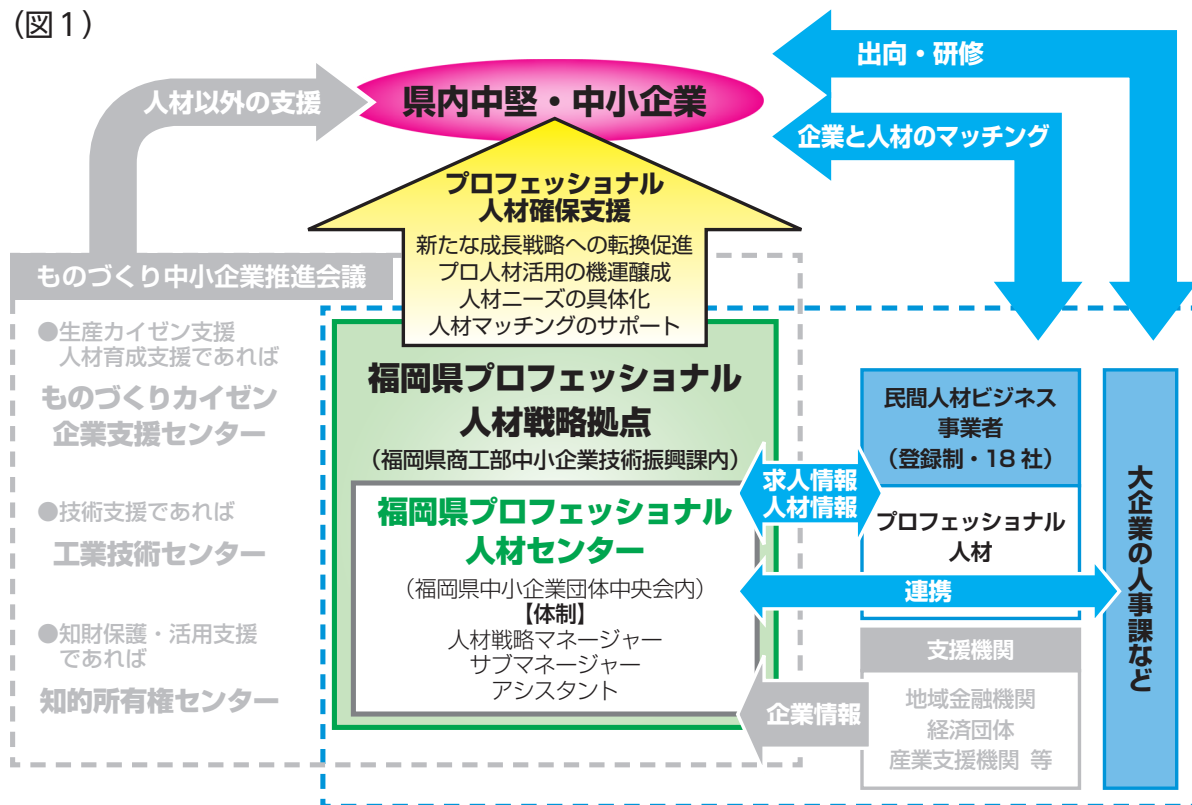 (図1)
出向・研修
人材以外の支援
県内中堅・中小企業
企業と人材のマッチング
プロフェッショナル
人材確保支援
新たな成長戦略への転換促進
プロ人材活用の機運醸成
人材ニーズの具体化
人材マッチングのサポート
ものづくり中小企業推進会議
●生産カイゼン支援
人材育成支援であれば
ものづくりカイゼン
企業支援センター
●技術支援であれば
工業技術センター
●知財保護・活用支援
であれば
知的所有権センター
福岡県プロフェッショナル
人材戦略拠点
(福岡県商工部中小企業技術振興課内)
福岡県プロフェッショナル
人材センター
(福岡県中小企業団体中央会内)
【体制】
人材戦略マネージャー
サブマネージャー
アシスタント
求人情報
人材情報
連携
企業情報
民間人材ビジネス
事業者
(登録制・18社)
プロフェッショナル
人材
支援機関
地域金融機関
経済団体
産業支援機関 等
大企業の人事課など